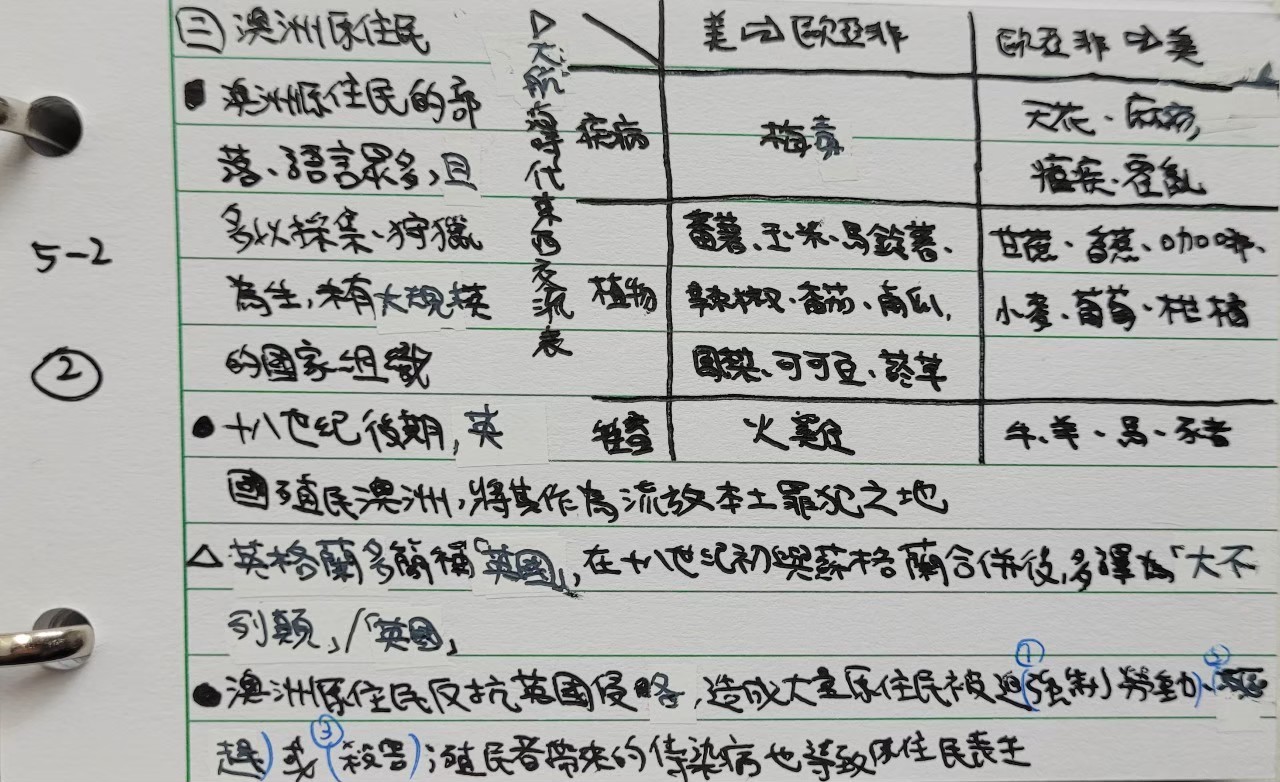 5-2
②
㊂澳洲原住民
● 澳洲原住民的部
落、語言眾多,且
多以採集、狩獵
為生,未有大規模
的國家組織
● 十八世紀後期,英
國殖民澳洲,將其作為流放本土罪犯之地
△ 英格蘭多簡稱「英國」,在十八世紀初與蘇格蘭合併後,多譯為「大不
列顛」/「英國」
● 澳洲原住民反抗英國侵略,造成大量原住民被迫①(強制勞動)、②(驅
趕)或③(殺害);殖民者帶來的傳染病也導致原住民喪生
▷大航海時代東西交流表
美⇨歐亞非 歐亞非⇨美
疾病 梅毒 天花、麻疹,
瘧疾、霍亂
植物 蕃薯、玉米、馬鈴薯、 甘蔗、香蕉、咖啡、
辣椒、番茄、南瓜, 小麥、葡萄、柑橘
鳳梨、可可豆、菸草
牲畜 火雞 牛、羊、馬、豬